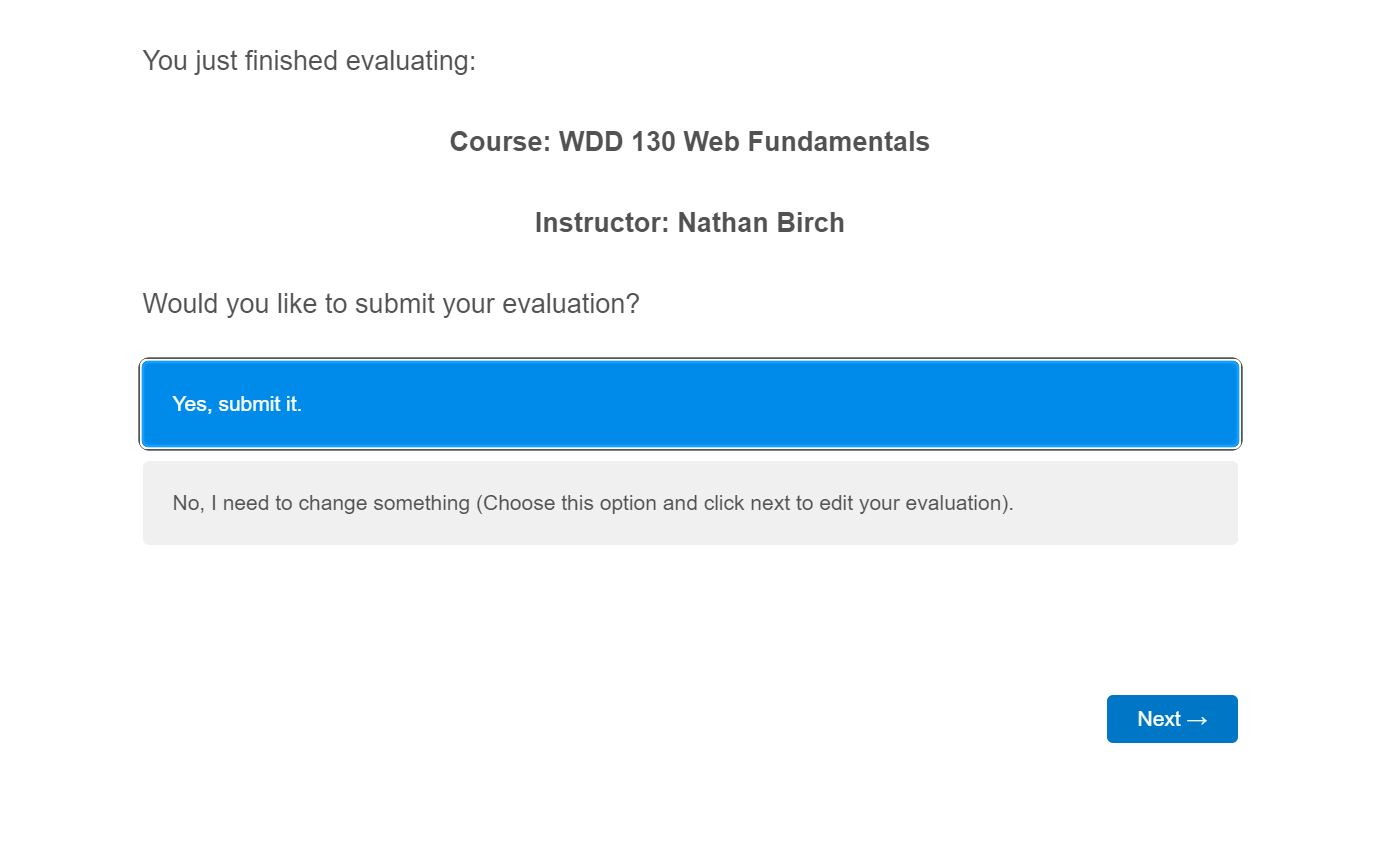 You just finished evaluating:
Course: WDD 130 Web Fundamentals
Instructor: Nathan Birch
Would you like to submit your evaluation?
Yes, submit it.
No, I need to change something (Choose this option and click next to edit your evaluation).
Next →